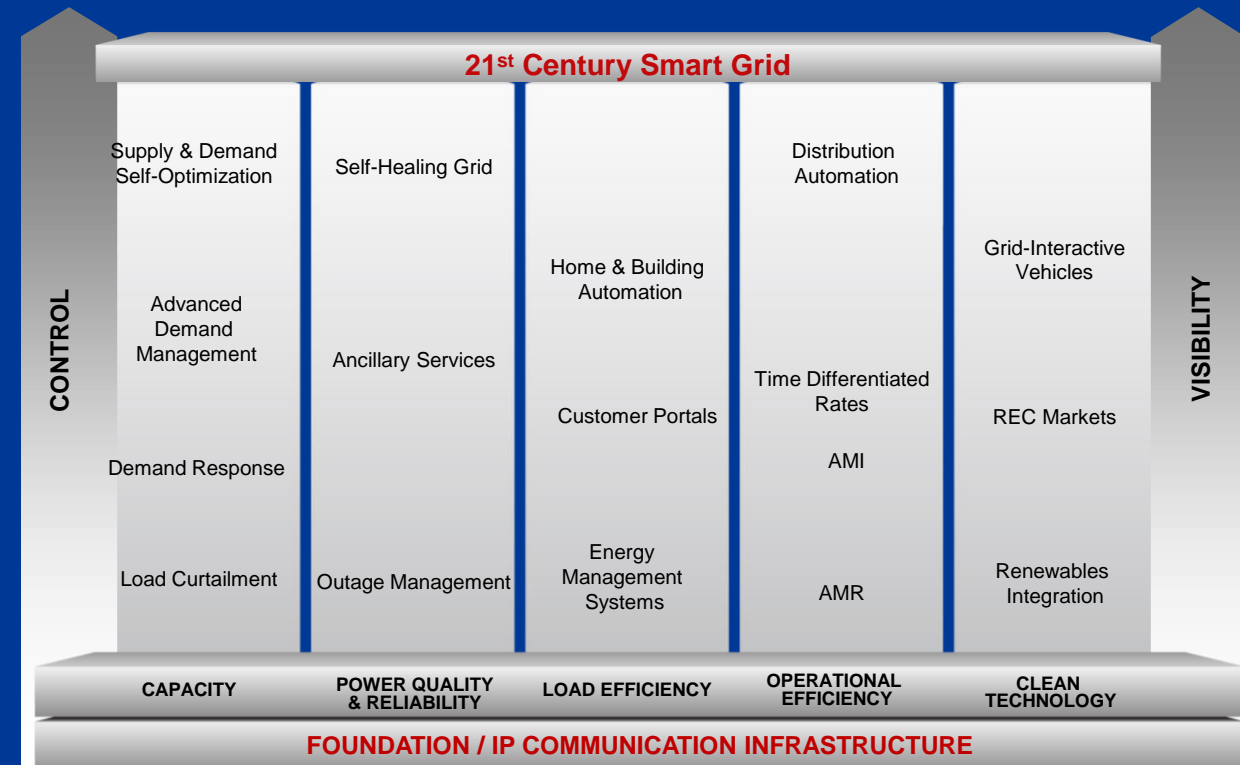 21st Century Smart Grid
CONTROL
Supply & Demand
Self-Optimization
Advanced
Demand
Management
Demand Response
Load Curtailment
Self-Healing Grid
Ancillary Services
Outage Management
Home & Building
Automation
Customer Portals
Energy
Management
Systems
Distribution
Automation
Time Differentiated
Rates
AMI
AMR
Grid-Interactive
Vehicles
REC Markets
Renewables
Integration
VISIBILITY
CAPACITY
POWER QUALITY
& RELIABILITY
LOAD EFFICIENCY
OPERATIONAL
EFFICIENCY
CLEAN
TECHNOLOGY
FOUNDATION / IP COMMUNICATION INFRASTRUCTURE